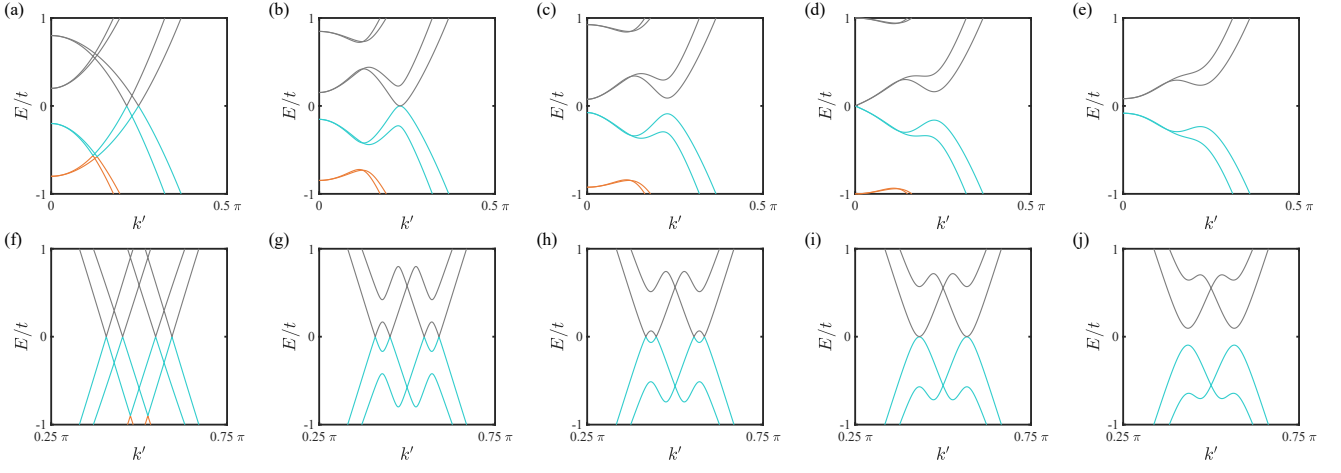 (a) (b) (c) (d) (e)
1 1 1 1 1
E/t E/t E/t E/t E/t
0 0 0 0 0
-1 -1 -1 -1 -1
0 0.5 π 0 0.5 π 0 0.5 π 0 0.5 π 0 0.5 π
k′ k′ k′ k′ k′
(f) (g) (h) (i) (j)
1 1 1 1 1
E/t E/t E/t E/t E/t
0 0 0 0 0
-1 -1 -1 -1 -1
0.25 π 0.75 π 0.25 π 0.75 π 0.25 π 0.75 π 0.25 π 0.75 π 0.25 π 0.75 π
k′ k′ k′ k′ k′